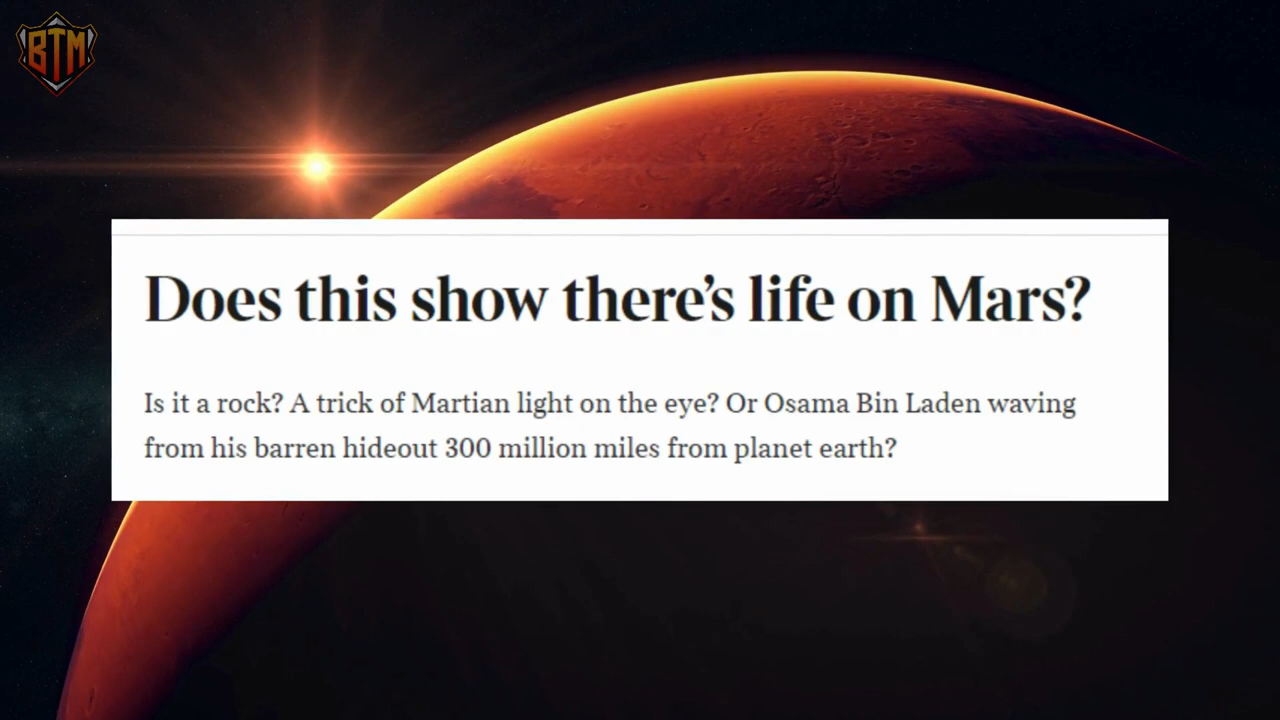 BTM
Does this show there's life on Mars?
Is it a rock? A trick of Martian light on the eye? Or Osama Bin Laden waving
from his barren hideout 300 million miles from planet earth?